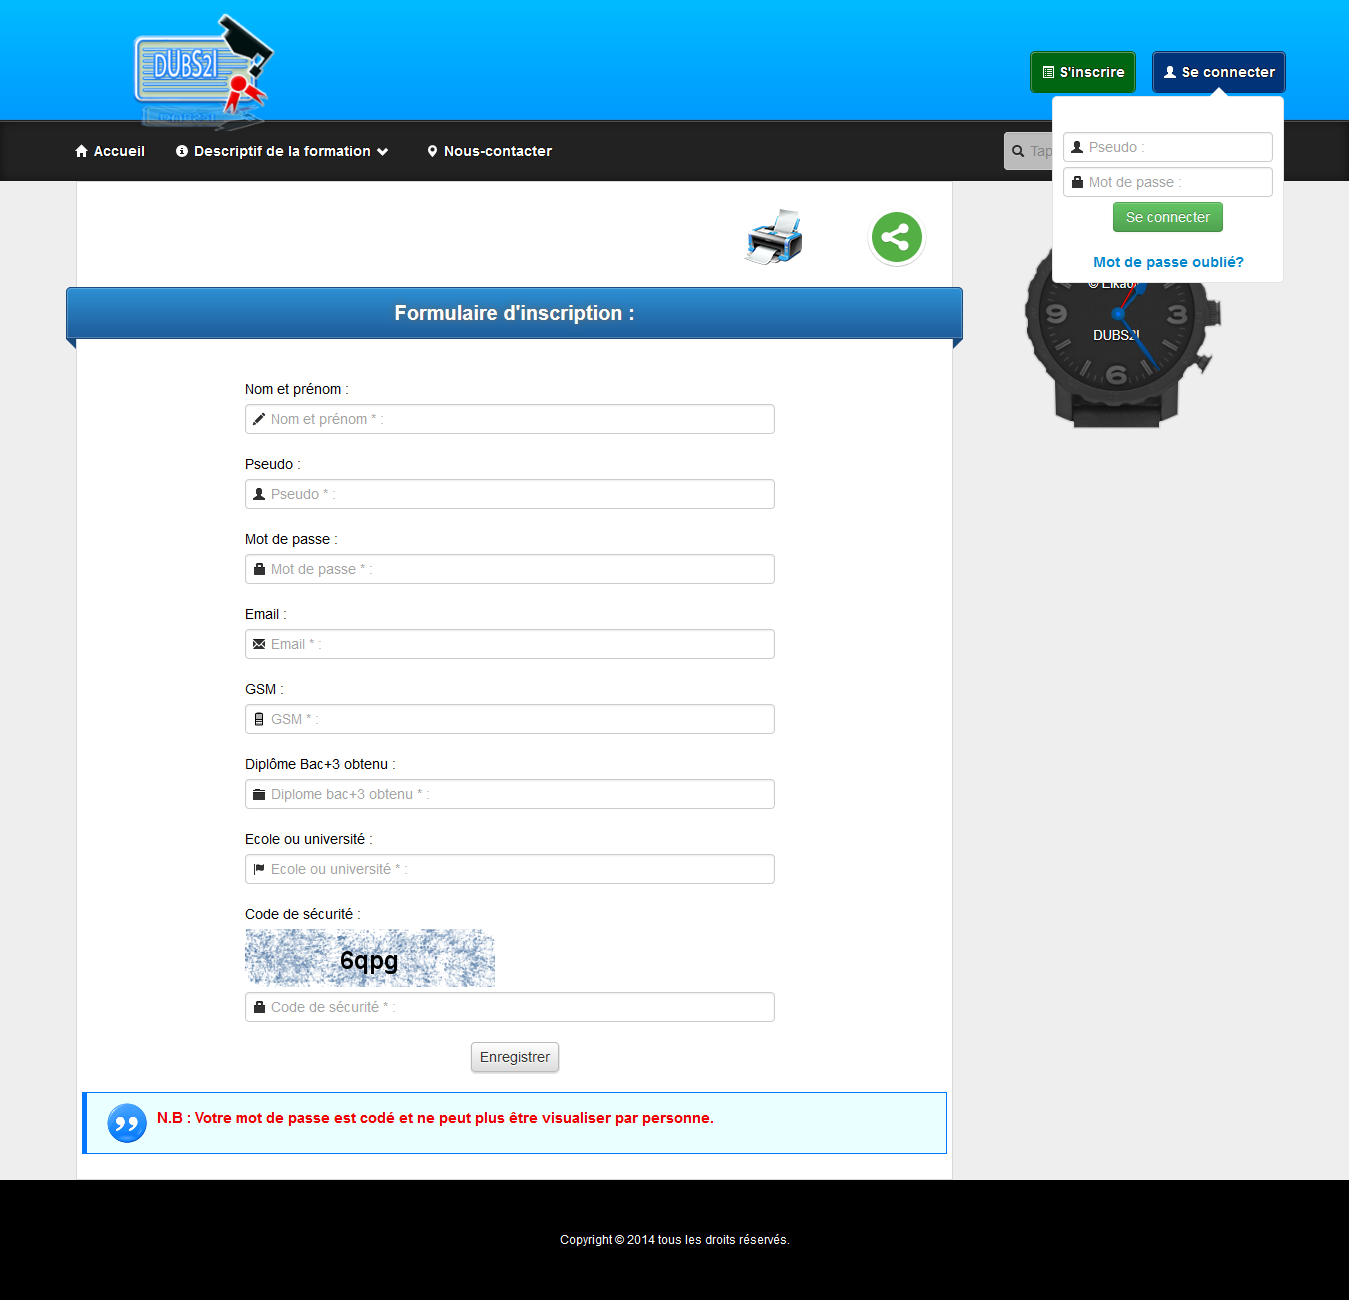 DUBS2I
S'inscrire
Se connecter
Accueil
Descriptif de la formation
Nous-contacter
Tap
Pseudo :
Mot de passe :
Se connecter
Mot de passe oublié?
9
3
DUBS2I
6
Formulaire d'inscription :
Nom et prénom :
Nom et prénom * :
Pseudo :
Pseudo * :
Mot de passe :
Mot de passe * :
Email :
Email * :
GSM :
GSM * :
Diplôme Bac+3 obtenu :
Diplome bac+3 obtenu * :
Ecole ou université :
Ecole ou université * :
Code de sécurité :
6qpg
Code de sécurité * :
Enregistrer
N.B : Votre mot de passe est codé et ne peut plus être visualiser par personne.
Copyright © 2014 tous les droits réservés.